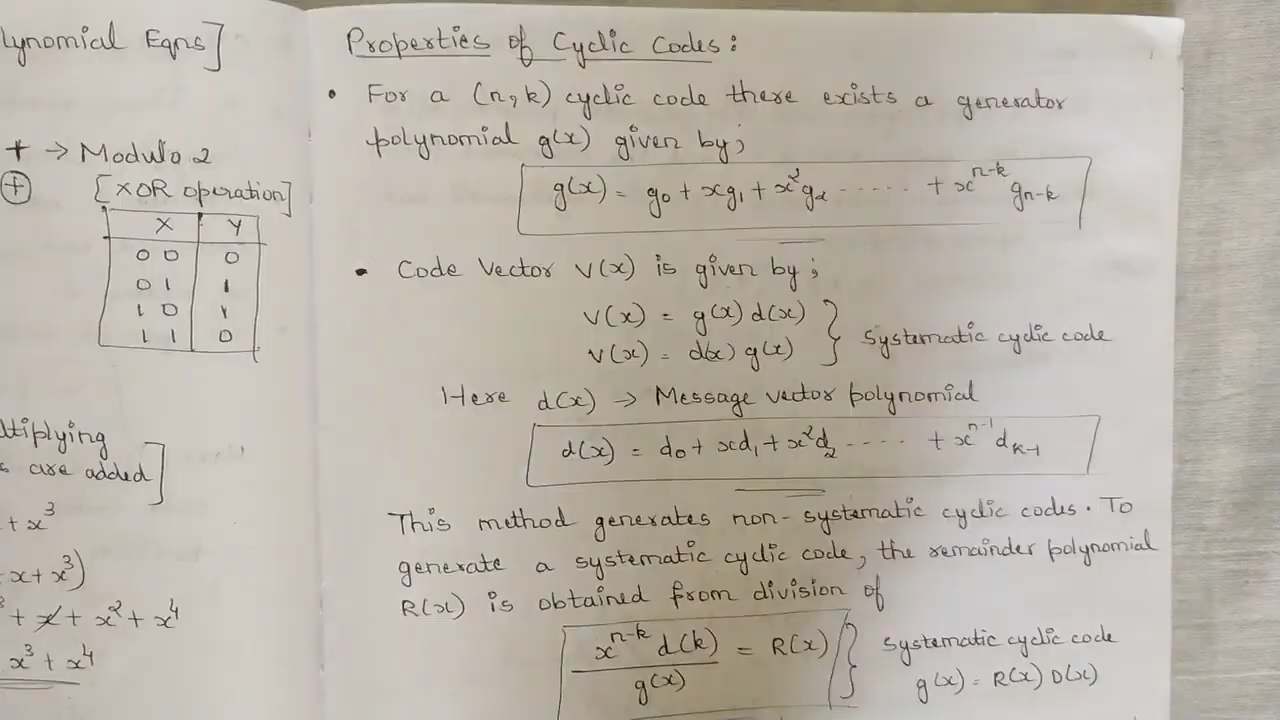 lynomial Eqns]
+ → Modulo 2
⊕ [XOR operation]
X Y
0 0 0
0 1 1
1 0 1
1 1 0
ltiplying
s are added]
+ x³
x + x³)
+ x + x² + x⁴
x³ + x⁴
Properties of Cyclic Codes:
• For a (n, k) cyclic code there exists a generator
polynomial g(x) given by;
g(x) = g₀ + xg₁ + x²g₂ ..... + xⁿ⁻ᵏ gₙ₋ₖ
• Code Vector V(x) is given by;
V(x) = g(x) d(x)
V(x) = d(x) g(x) } Systematic cyclic code
Here d(x) → Message vector polynomial
d(x) = d₀ + xd₁ + x²d₂ ..... + xⁿ⁻¹ dₖ₋₁
This method generates non-systematic cyclic codes. To
generate a systematic cyclic code, the remainder polynomial
R(x) is obtained from division of
xⁿ⁻ᵏ d(k) / g(x) = R(x) } Systematic cyclic code
g(x) = R(x) D(x)